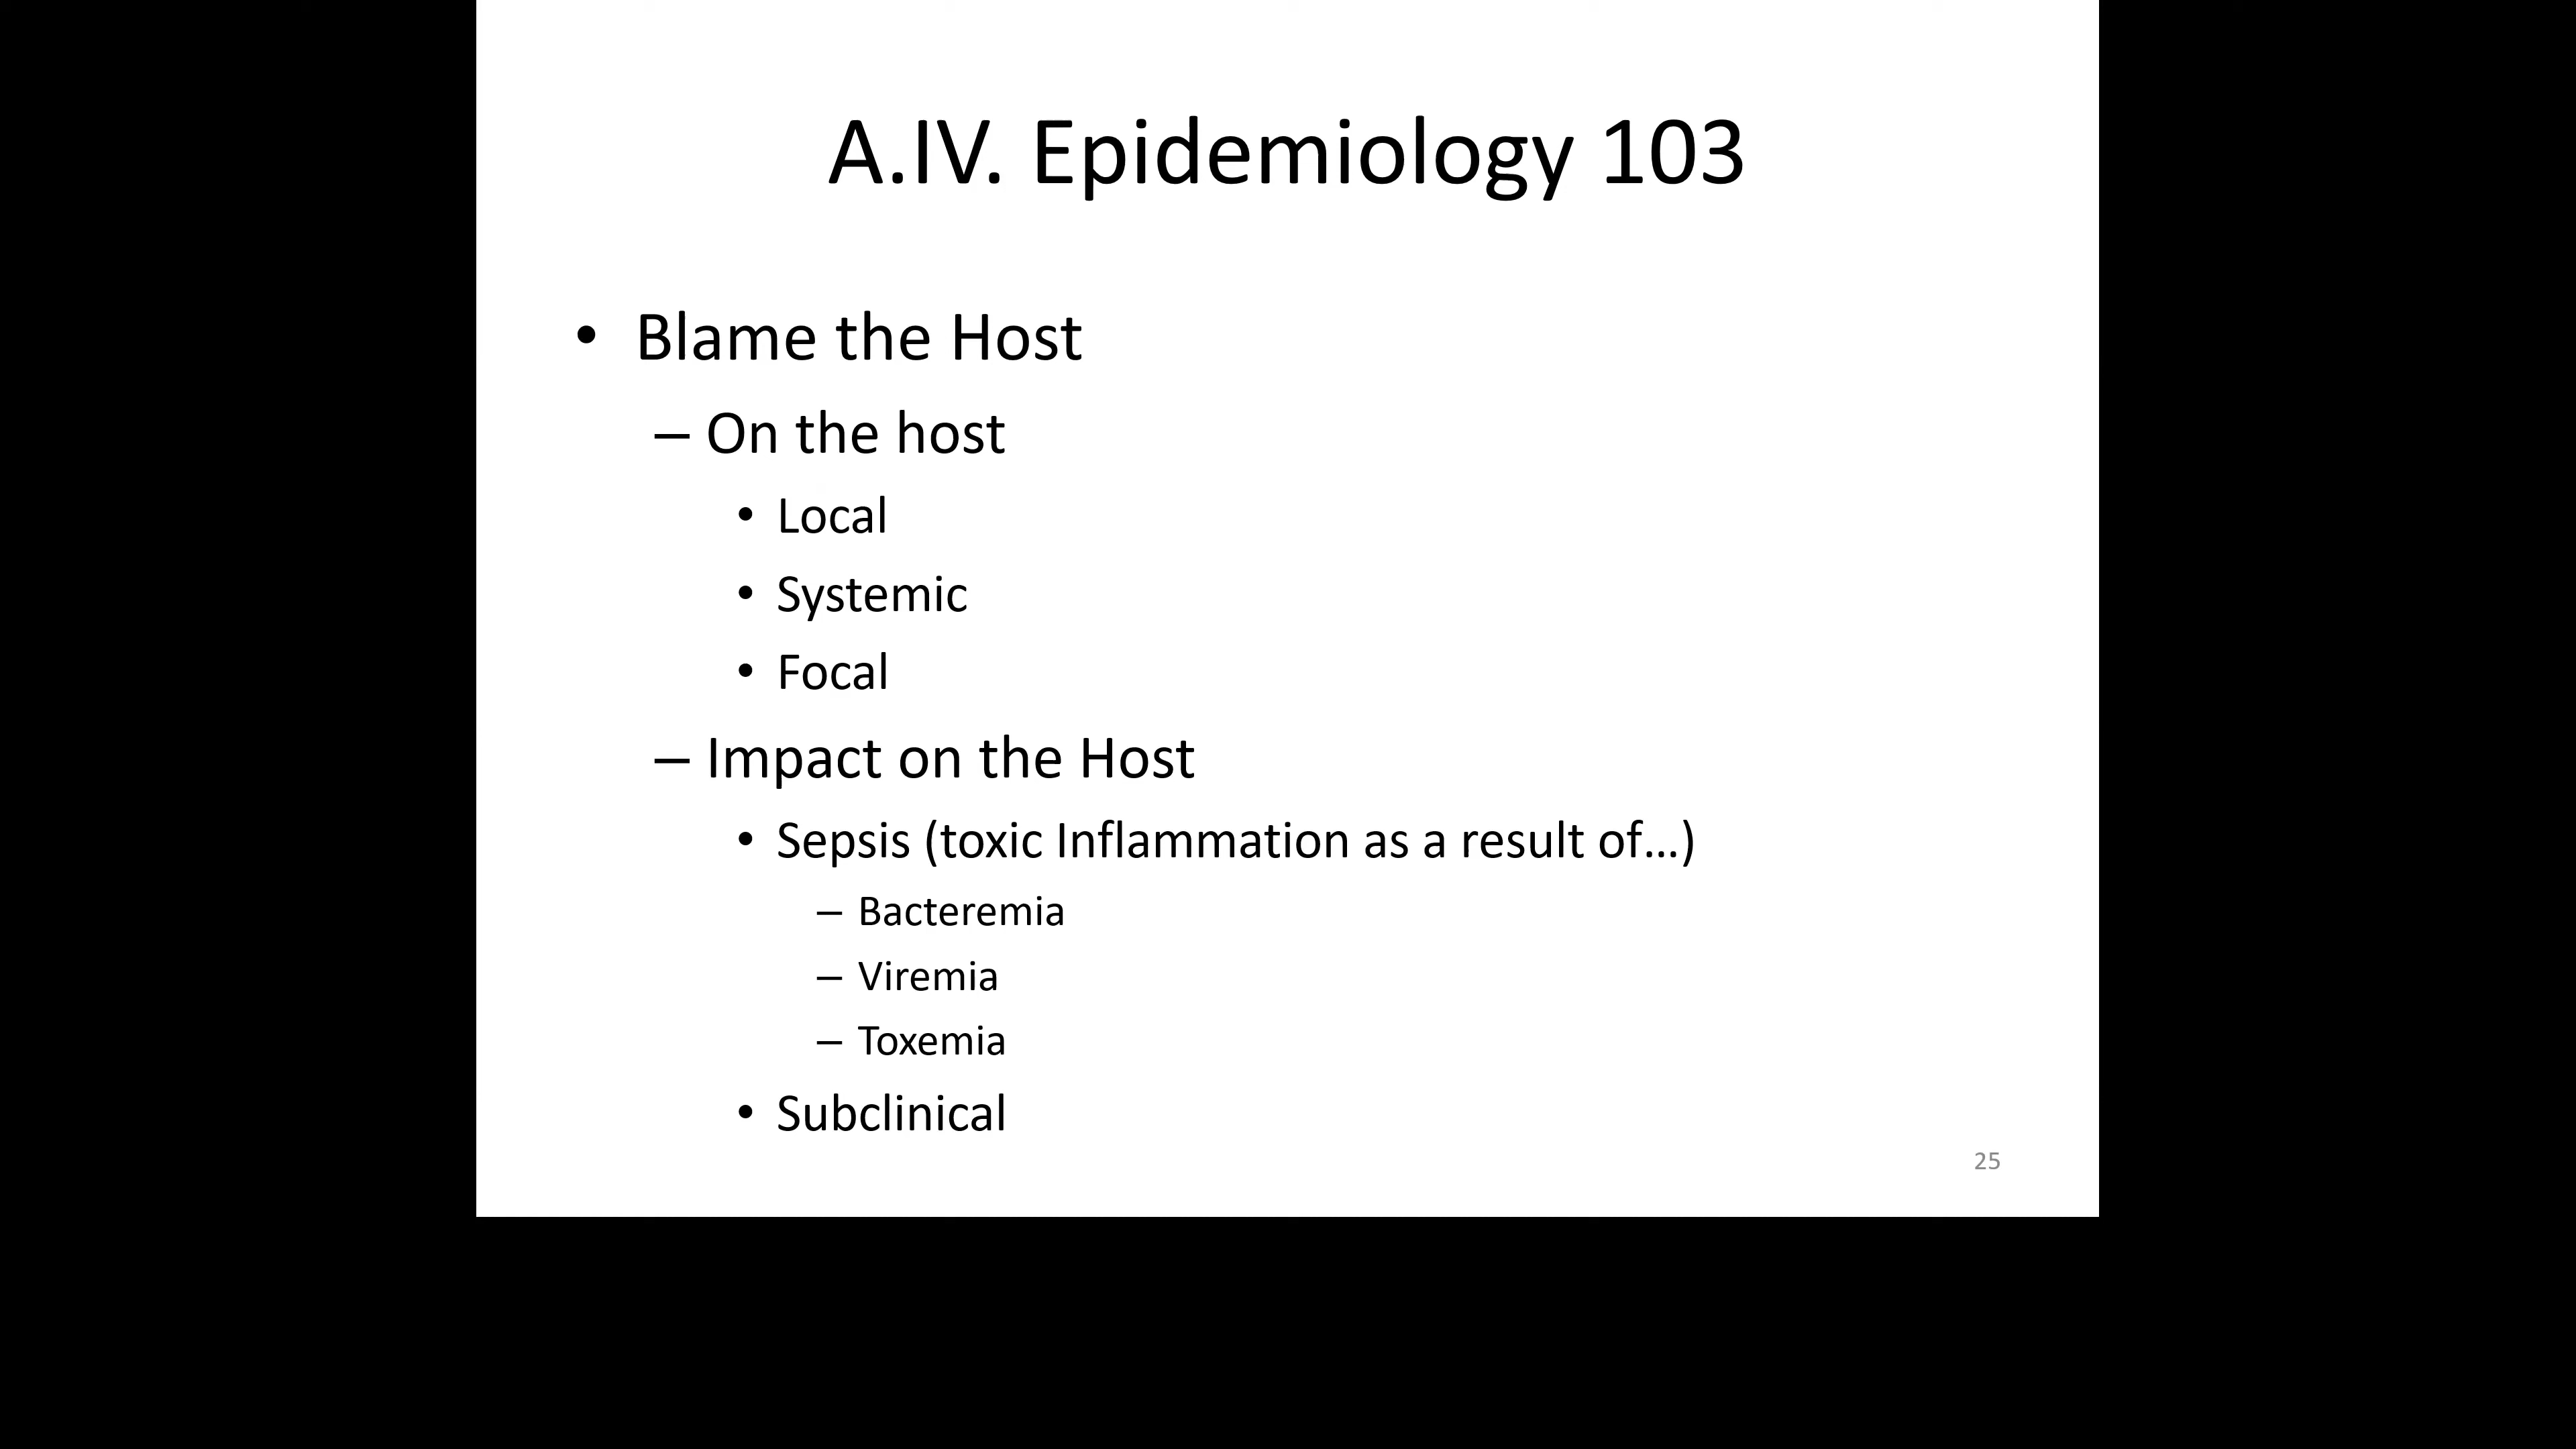 A.IV. Epidemiology 103
• Blame the Host
– On the host
• Local
• Systemic
• Focal
– Impact on the Host
• Sepsis (toxic Inflammation as a result of…)
– Bacteremia
– Viremia
– Toxemia
• Subclinical
25